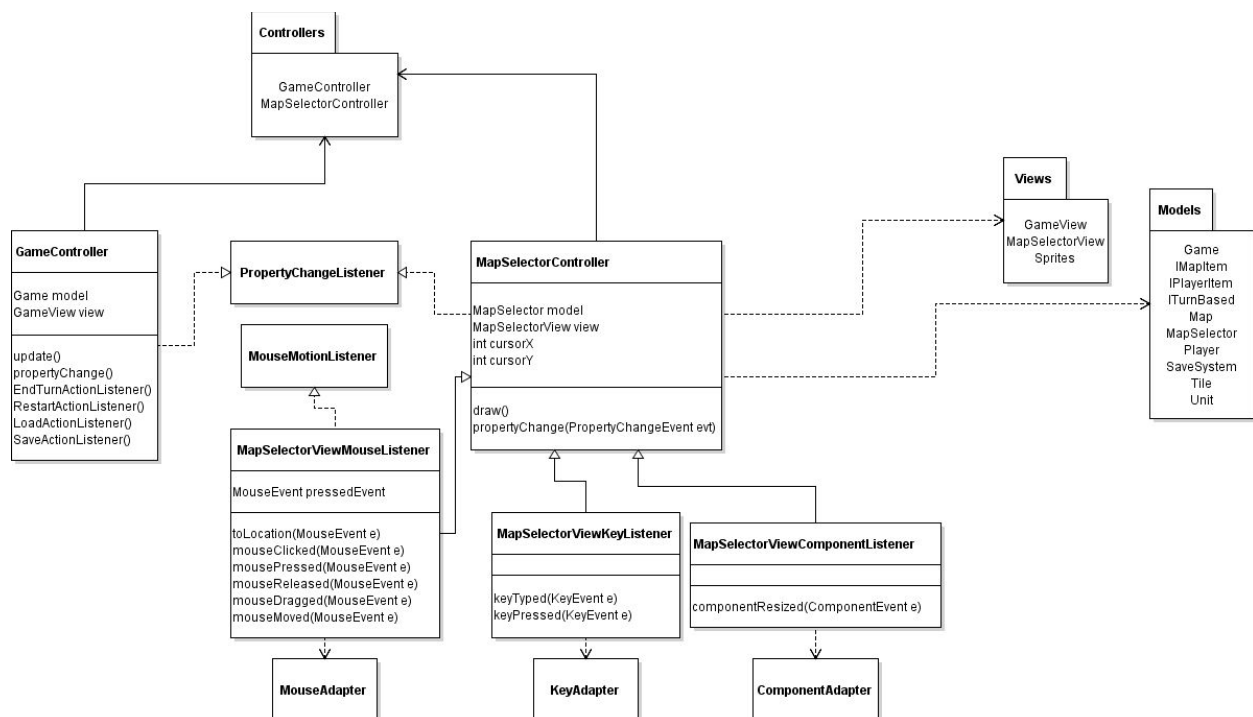 Controllers
GameController
MapSelectorController
Views
GameView
MapSelectorView
Sprites
Models
Game
IMapItem
IPlayerItem
ITurnBased
Map
MapSelector
Player
SaveSystem
Tile
Unit
GameController
Game model
GameView view
update()
propertyChange()
EndTurnActionListener()
RestartActionListener()
LoadActionListener()
SaveActionListener()
PropertyChangeListener
MapSelectorController
MapSelector model
MapSelectorView view
int cursorX
int cursorY
draw()
propertyChange(PropertyChangeEvent evt)
MouseMotionListener
MapSelectorViewMouseListener
MouseEvent pressedEvent
toLocation(MouseEvent e)
mouseClicked(MouseEvent e)
mousePressed(MouseEvent e)
mouseReleased(MouseEvent e)
mouseDragged(MouseEvent e)
mouseMoved(MouseEvent e)
MapSelectorViewKeyListener
keyTyped(KeyEvent e)
keyPressed(KeyEvent e)
MapSelectorViewComponentListener
componentResized(ComponentEvent e)
MouseAdapter
KeyAdapter
ComponentAdapter